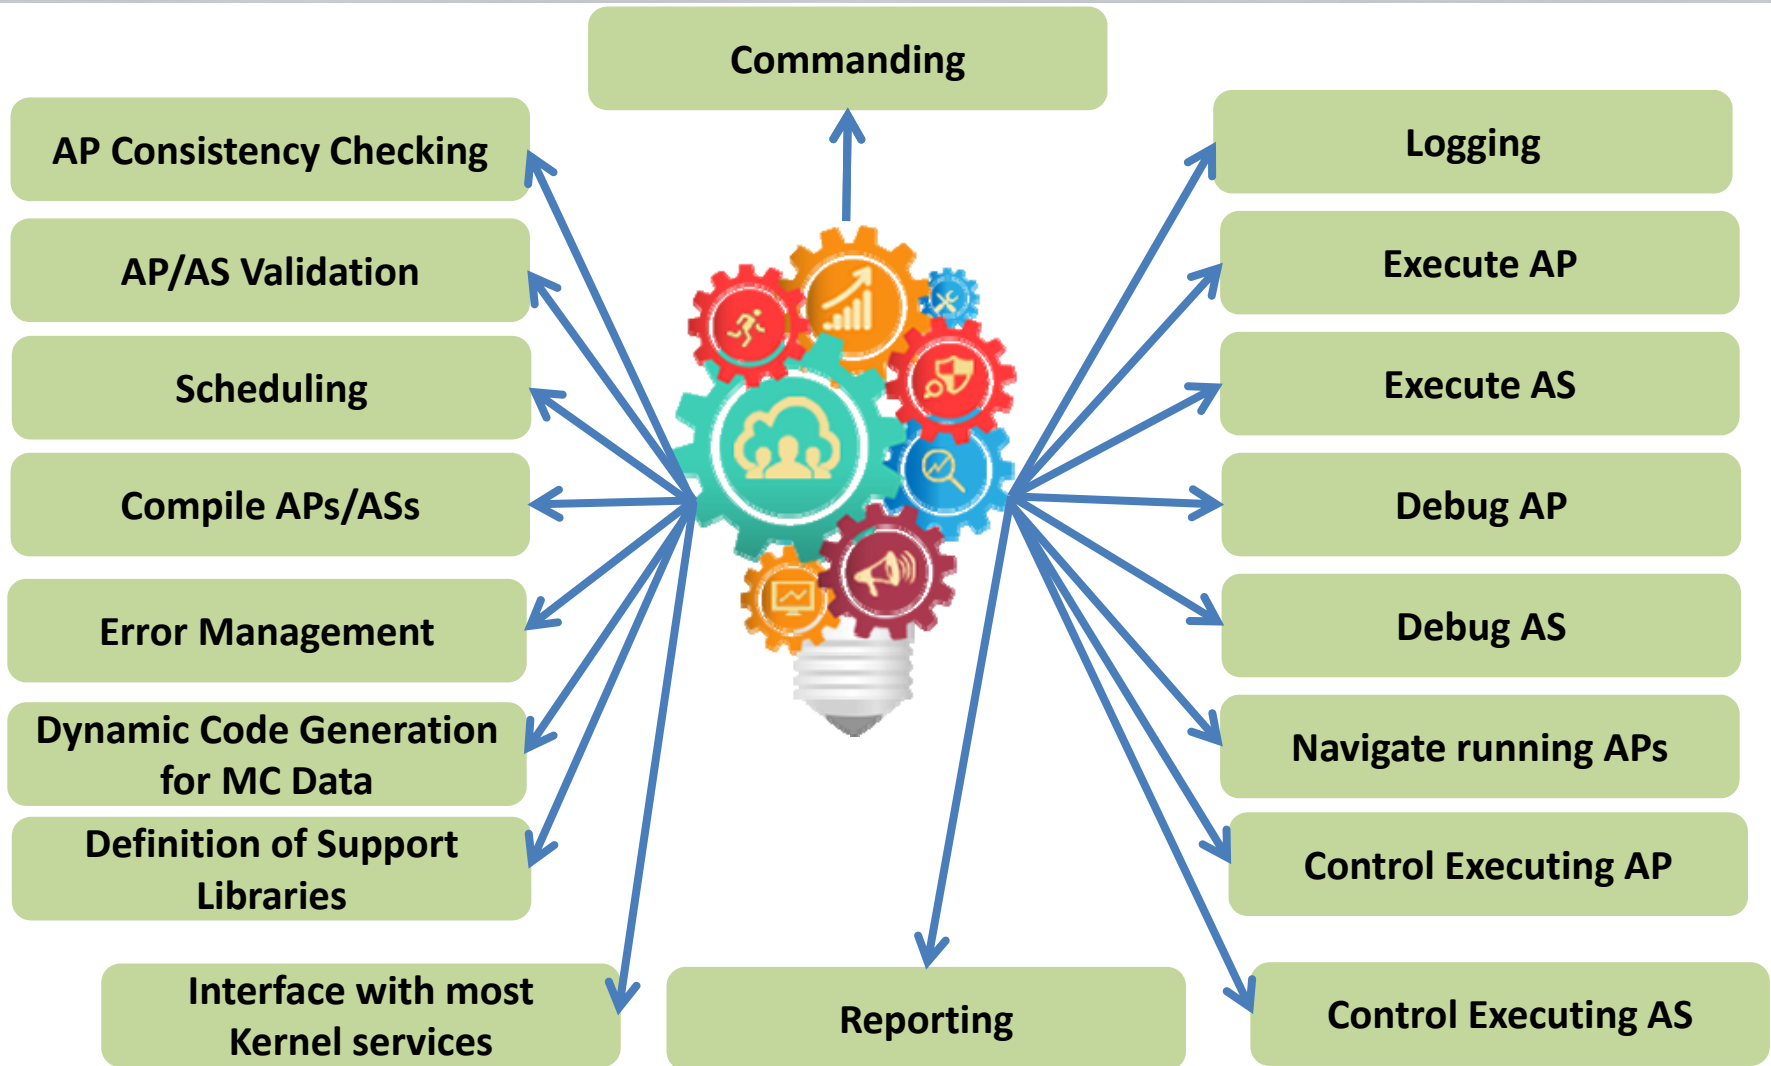 Commanding
AP Consistency Checking
AP/AS Validation
Scheduling
Compile APs/ASs
Error Management
Dynamic Code Generation
for MC Data
Definition of Support
Libraries
Interface with most
Kernel services
Reporting
Logging
Execute AP
Execute AS
Debug AP
Debug AS
Navigate running APs
Control Executing AP
Control Executing AS